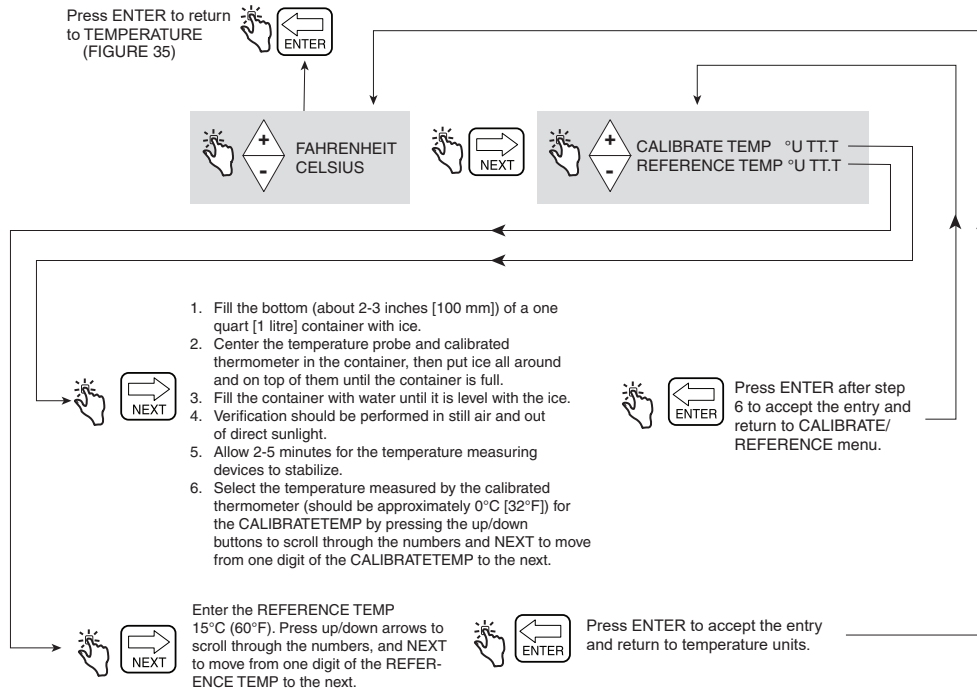 Press ENTER to return
to TEMPERATURE
(FIGURE 35)
ENTER
+
-
FAHRENHEIT
CELSIUS
NEXT
+
-
CALIBRATE TEMP °U TT.T
REFERENCE TEMP °U TT.T
NEXT
1. Fill the bottom (about 2-3 inches [100 mm]) of a one
quart [1 litre] container with ice.
2. Center the temperature probe and calibrated
thermometer in the container, then put ice all around
and on top of them until the container is full.
3. Fill the container with water until it is level with the ice.
4. Verification should be performed in still air and out
of direct sunlight.
5. Allow 2-5 minutes for the temperature measuring
devices to stabilize.
6. Select the temperature measured by the calibrated
thermometer (should be approximately 0°C [32°F]) for
the CALIBRATETEMP by pressing the up/down
buttons to scroll through the numbers and NEXT to move
from one digit of the CALIBRATETEMP to the next.
ENTER
Press ENTER after step
6 to accept the entry and
return to CALIBRATE/
REFERENCE menu.
NEXT
Enter the REFERENCE TEMP
15°C (60°F). Press up/down arrows to
scroll through the numbers, and NEXT
to move from one digit of the REFER-
ENCE TEMP to the next.
ENTER
Press ENTER to accept the entry
and return to temperature units.